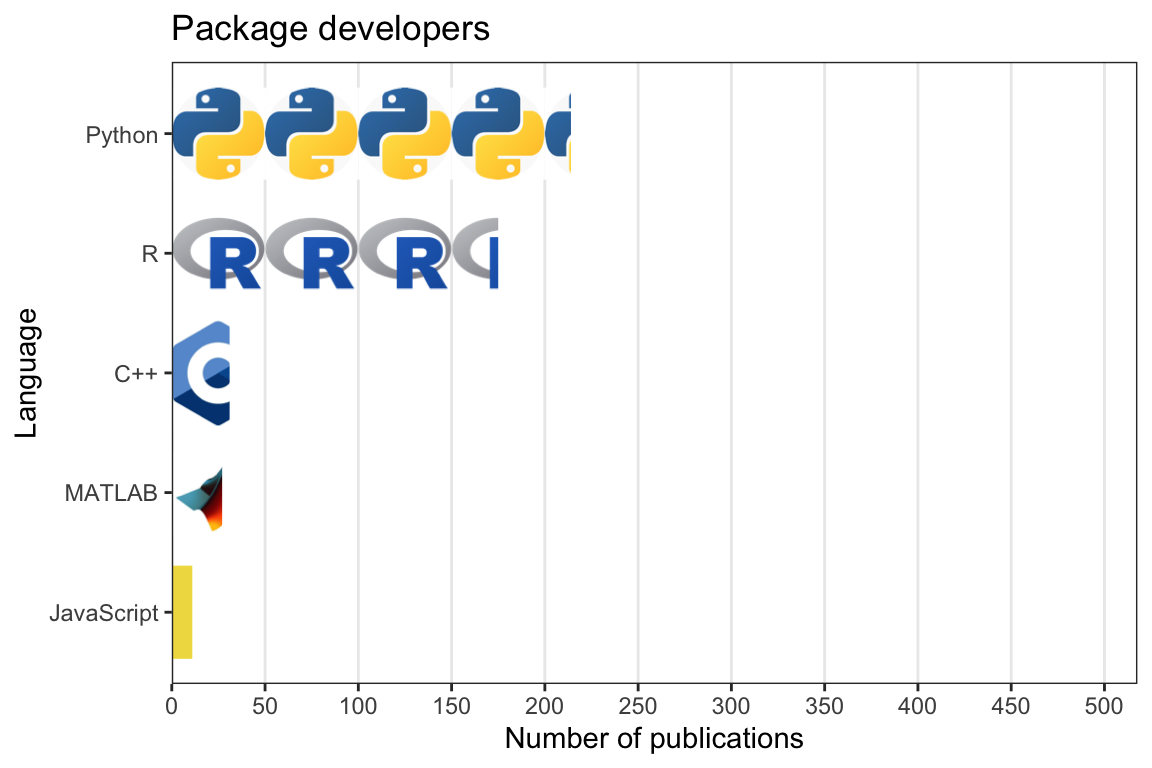 Package developers
Language
Python
R
C++
MATLAB
JavaScript
R R R
0 50 100 150 200 250 300 350 400 450 500
Number of publications